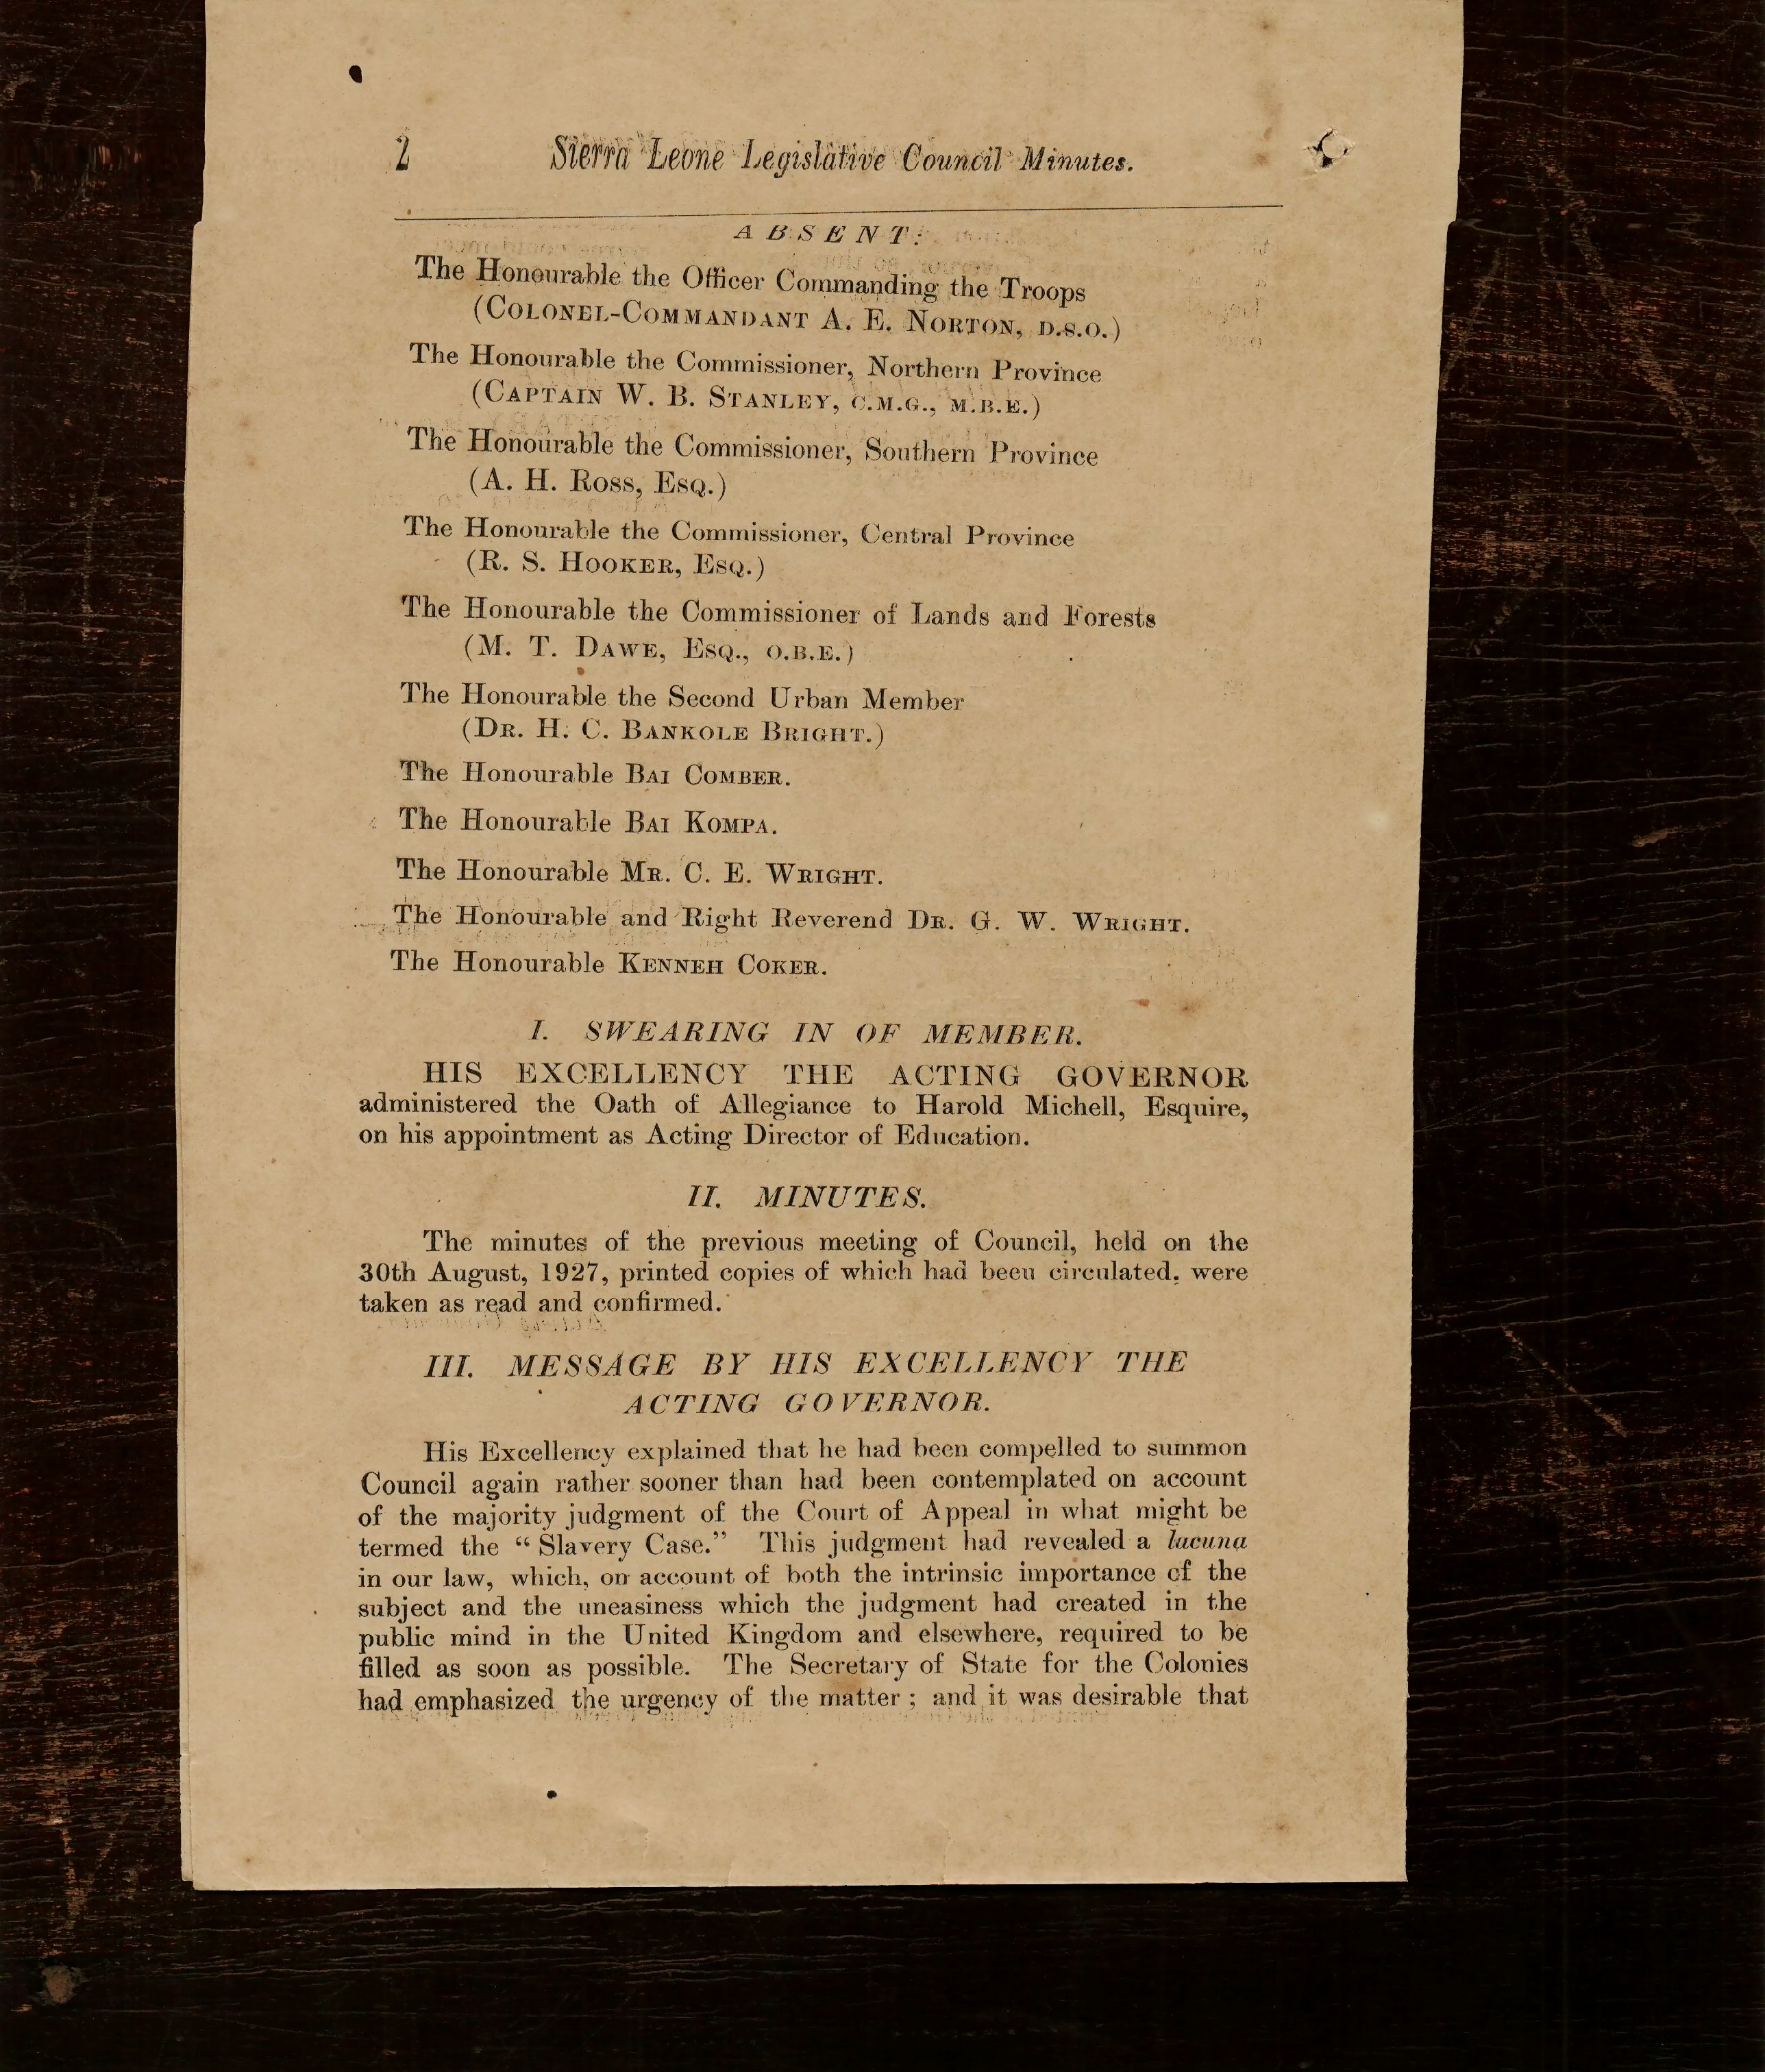 2 Sierra Leone Legislative Council Minutes.
ABSENT:
The Honourable the Officer Commanding the Troops
(COLONEL-COMMANDANT A. E. NORTON, D.S.O.)
The Honourable the Commissioner, Northern Province
(CAPTAIN W. B. STANLEY, C.M.G., M.B.E.)
The Honourable the Commissioner, Southern Province
(A. H. ROSS, ESQ.)
The Honourable the Commissioner, Central Province
(R. S. HOOKER, ESQ.)
The Honourable the Commissioner of Lands and Forests
(M. T. DAWE, ESQ., O.B.E.)
The Honourable the Second Urban Member
(DR. H. C. BANKOLE BRIGHT.)
The Honourable BAI COMBER.
The Honourable BAI KOMPA.
The Honourable MR. C. E. WRIGHT.
The Honourable and Right Reverend DR. G. W. WRIGHT.
The Honourable KENNEH COKER.
I. SWEARING IN OF MEMBER.
HIS EXCELLENCY THE ACTING GOVERNOR
administered the Oath of Allegiance to Harold Michell, Esquire,
on his appointment as Acting Director of Education.
II. MINUTES.
The minutes of the previous meeting of Council, held on the
30th August, 1927, printed copies of which had been circulated, were
taken as read and confirmed.
III. MESSAGE BY HIS EXCELLENCY THE
ACTING GOVERNOR.
His Excellency explained that he had been compelled to summon
Council again rather sooner than had been contemplated on account
of the majority judgment of the Court of Appeal in what might be
termed the “Slavery Case.” This judgment had revealed a lacuna
in our law, which, on account of both the intrinsic importance of the
subject and the uneasiness which the judgment had created in the
public mind in the United Kingdom and elsewhere, required to be
filled as soon as possible. The Secretary of State for the Colonies
had emphasized the urgency of the matter; and it was desirable that